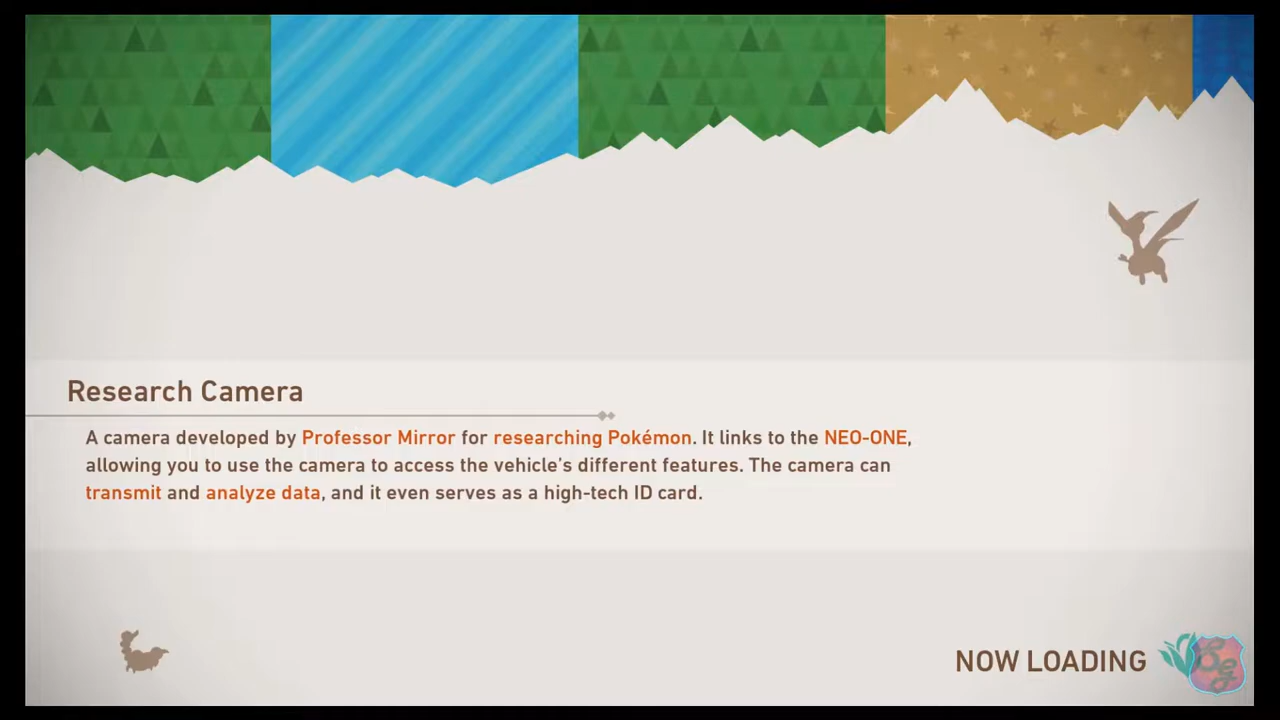 Research Camera
A camera developed by Professor Mirror for researching Pokémon. It links to the NEO-ONE,
allowing you to use the camera to access the vehicle's different features. The camera can
transmit and analyze data, and it even serves as a high-tech ID card.
NOW LOADING